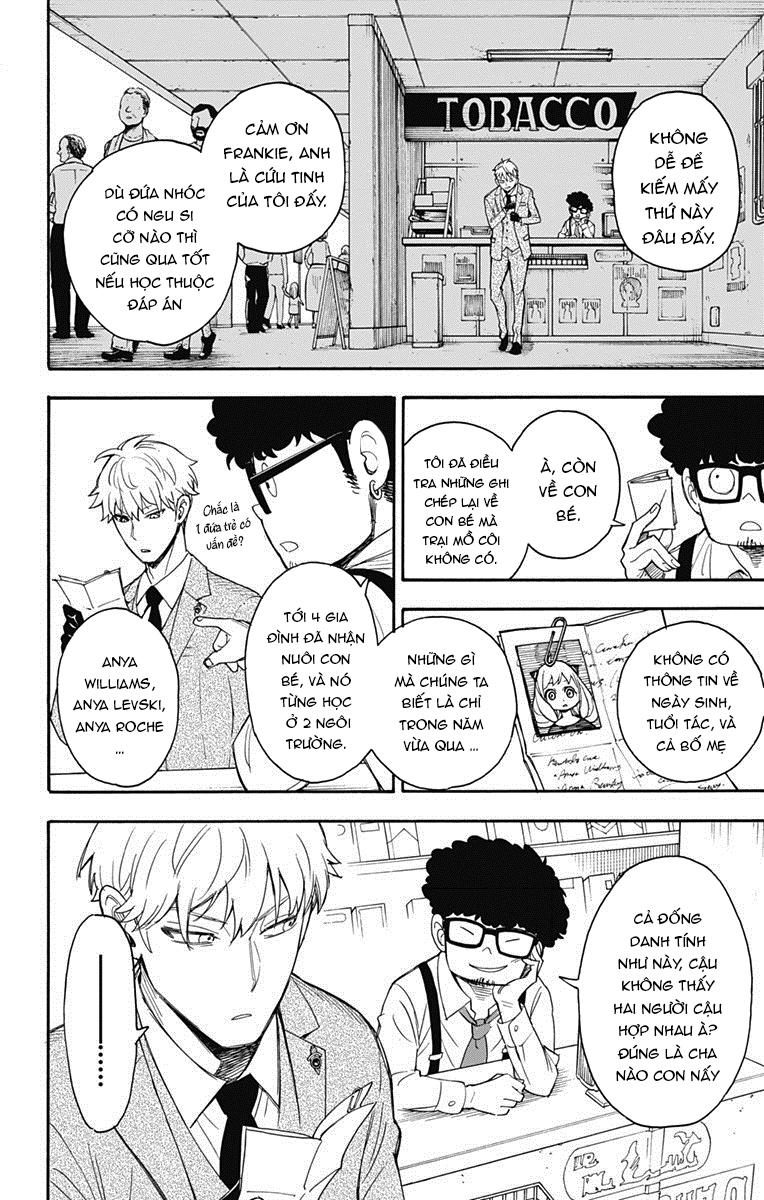 TOBACCO
KHÔNG
DỄ ĐỂ
KIẾM MẤY
THỨ NÀY
ĐÂU ĐẤY.
CẢM ƠN
FRANKIE, ANH
LÀ CỨU TINH
CỦA TÔI ĐẤY.
DÙ ĐỨA NHÓC
CÓ NGU SI
CỠ NÀO THÌ
CŨNG QUA TỐT
NẾU HỌC THUỘC
ĐÁP ÁN
À, CÒN
VỀ CON
BÉ.
TÔI ĐÃ ĐIỀU
TRA NHỮNG GHI
CHÉP LẠI VỀ
CON BÉ MÀ
TRẠI MỒ CÔI
KHÔNG CÓ.
KHÔNG CÓ
THÔNG TIN VỀ
NGÀY SINH,
TUỔI TÁC, VÀ
CẢ BỐ MẸ
NHỮNG GÌ
MÀ CHÚNG TA
BIẾT LÀ CHỈ
TRONG NĂM
VỪA QUA ...
Chắc là
1 đứa trẻ có
vấn đề?
TỚI 4 GIA
ĐÌNH ĐÃ NHẬN
NUÔI CON
BÉ, VÀ NÓ
TỪNG HỌC
Ở 2 NGÔI
TRƯỜNG.
ANYA
WILLIAMS,
ANYA LEVSKI,
ANYA ROCHE
...
CẢ ĐỐNG
DANH TÍNH
NHƯ NÀY, CẬU
KHÔNG THẤY
HAI NGƯỜI CẬU
HỢP NHAU À?
ĐÚNG LÀ CHA
NÀO CON NẤY